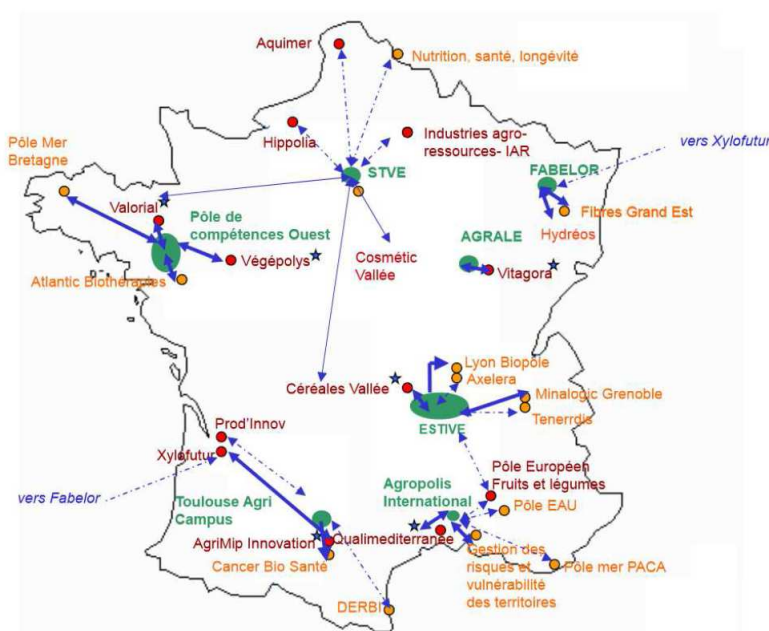 Aquimer
Nutrition, santé, longévité
Hippolia
Industries agro-
ressources- IAR
vers Xylofutur
Pôle Mer
Bretagne
STVE
FABELOR
Valorial
Fibres Grand Est
Pôle de
compétences Ouest
Hydréos
AGRALE
Cosmétic
Vallée
Végépolys
Vitagora
Atlantic Biothérapies
Lyon Biopôle
Axelera
Céréales Vallée
Minalogic Grenoble
Tenerrdis
ESTIVE
Prod'Innov
Xylofutur
Pôle Européen
Fruits et légumes
vers Fabelor
Toulouse Agri
Campus
Agropolis
International
Pôle EAU
AgriMip Innovation
Qualimediterranée
Cancer Bio Santé
Gestion des
risques et
vulnérabilité
des territoires
Pôle mer PACA
DERBI